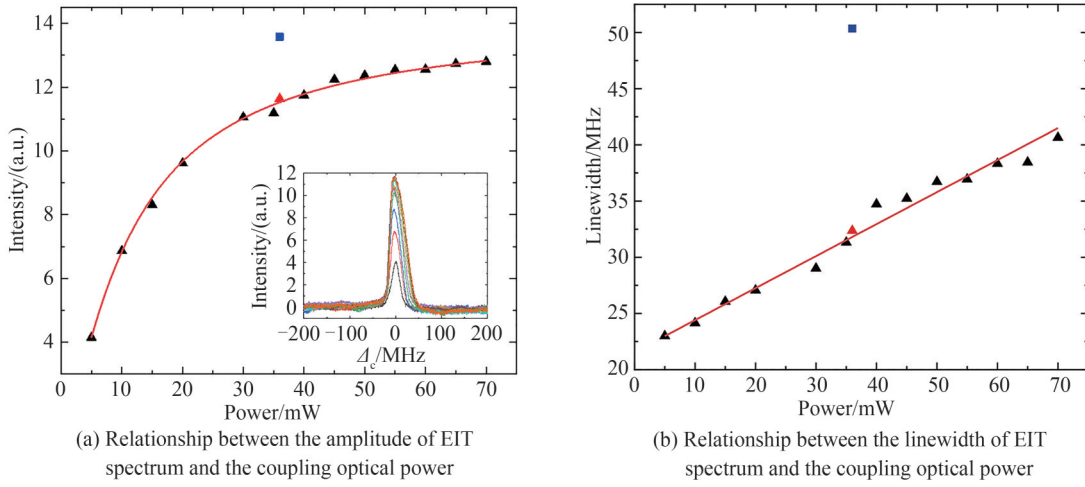 14
12
10
8
6
4
Intensity/(a.u.)
0 10 20 30 40 50 60 70
Power/mW
12
10
8
6
4
2
0
Intensity/(a.u.)
−200 −100 0 100 200
Δc/MHz
(a) Relationship between the amplitude of EIT
spectrum and the coupling optical power
50
45
40
35
30
25
20
Linewidth/MHz
0 10 20 30 40 50 60 70
Power/mW
(b) Relationship between the linewidth of EIT
spectrum and the coupling optical power